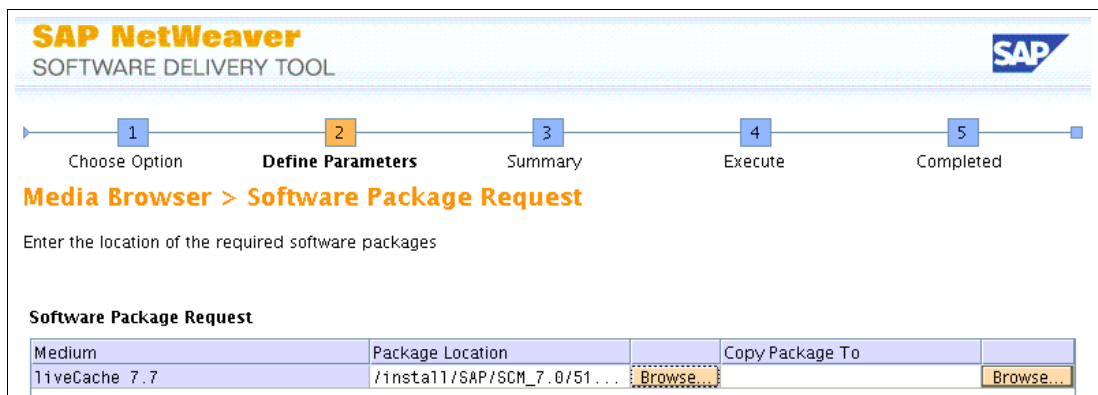 SAP NetWeaver
SOFTWARE DELIVERY TOOL
SAP
1 2 3 4 5
Choose Option Define Parameters Summary Execute Completed
Media Browser > Software Package Request
Enter the location of the required software packages
Software Package Request
Medium Package Location Copy Package To
liveCache 7.7 /install/SAP/SCM_7.0/51... Browse... Browse...